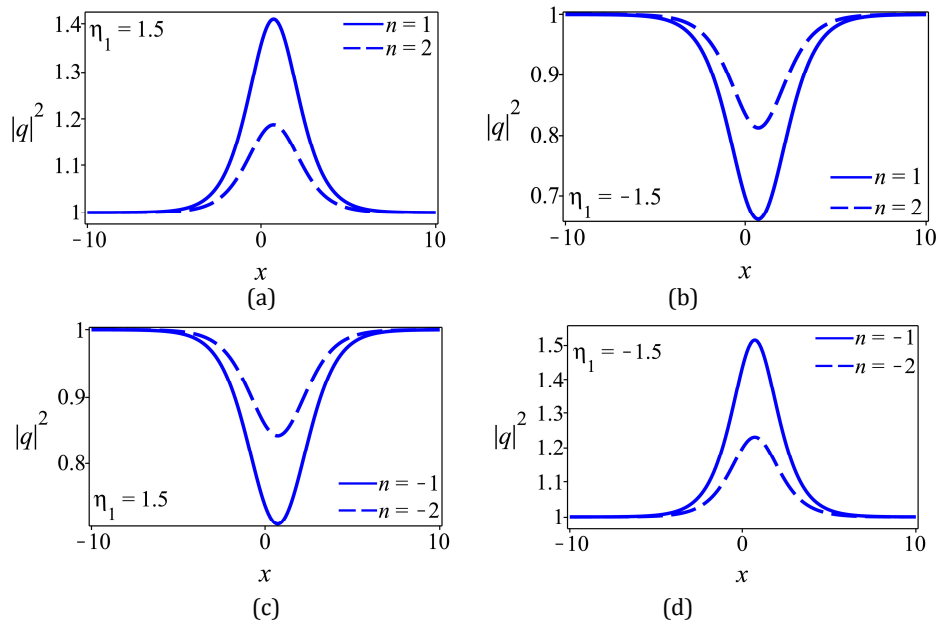 1.4
η₁ = 1.5
n = 1
n = 2
1.3
|q|²
1.2
1.1
1
−10
0
10
x
(a)
1
0.9
|q|²
0.8
n = 1
0.7
η₁ = −1.5
n = 2
−10
0
10
x
(b)
1
0.9
|q|²
0.8
n = −1
η₁ = 1.5
n = −2
−10
0
10
x
(c)
1.5
η₁ = −1.5
n = −1
n = −2
1.4
1.3
|q|²
1.2
1.1
1
−10
0
10
x
(d)